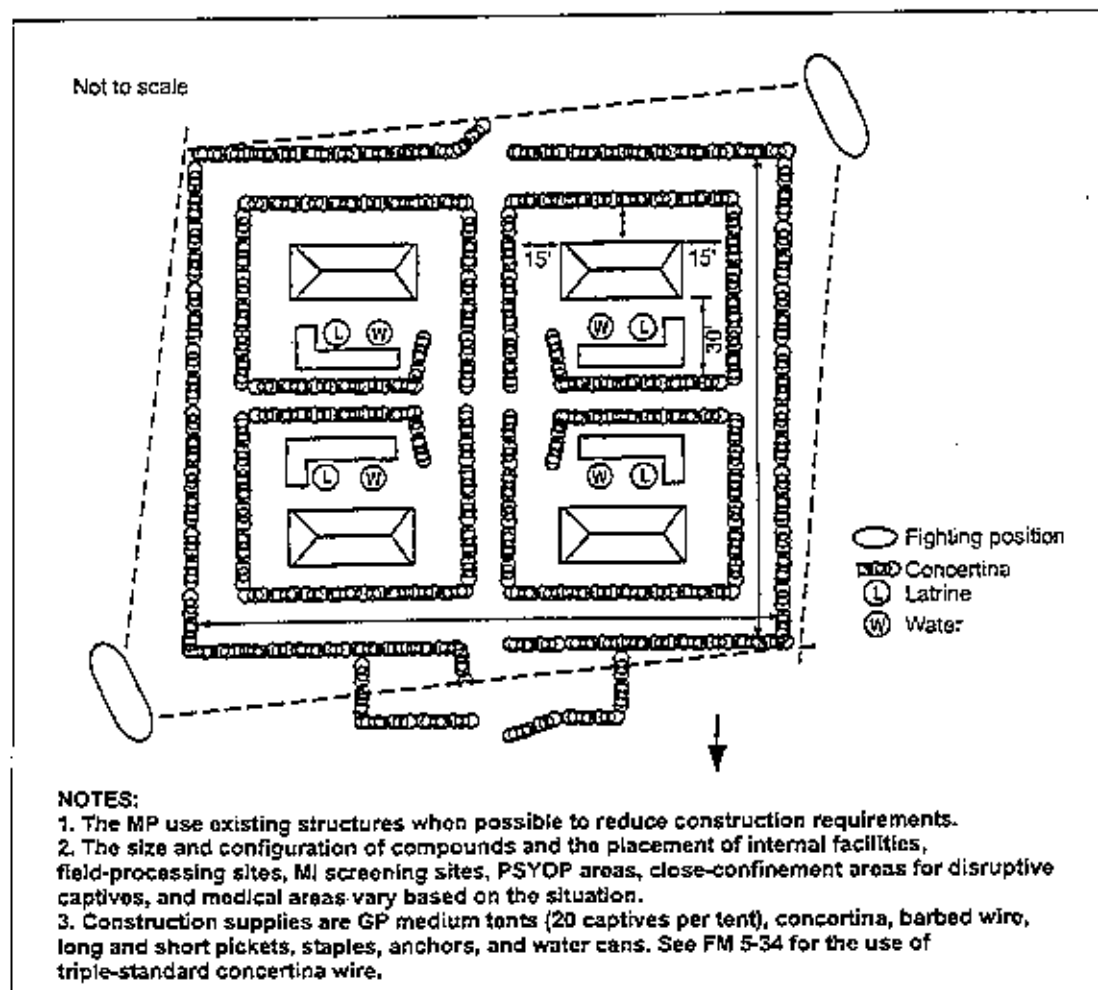 Not to scale
15'
15'
30'
L
W
W
L
L
W
W
L
Fighting position
Concertina
L Latrine
W Water
NOTES:
1. The MP use existing structures when possible to reduce construction requirements.
2. The size and configuration of compounds and the placement of internal facilities,
field-processing sites, MI screening sites, PSYOP areas, close-confinement areas for disruptive
captives, and medical areas vary based on the situation.
3. Construction supplies are GP medium tents (20 captives per tent), concertina, barbed wire,
long and short pickets, staples, anchors, and water cans. See FM 5-34 for the use of
triple-standard concertina wire.